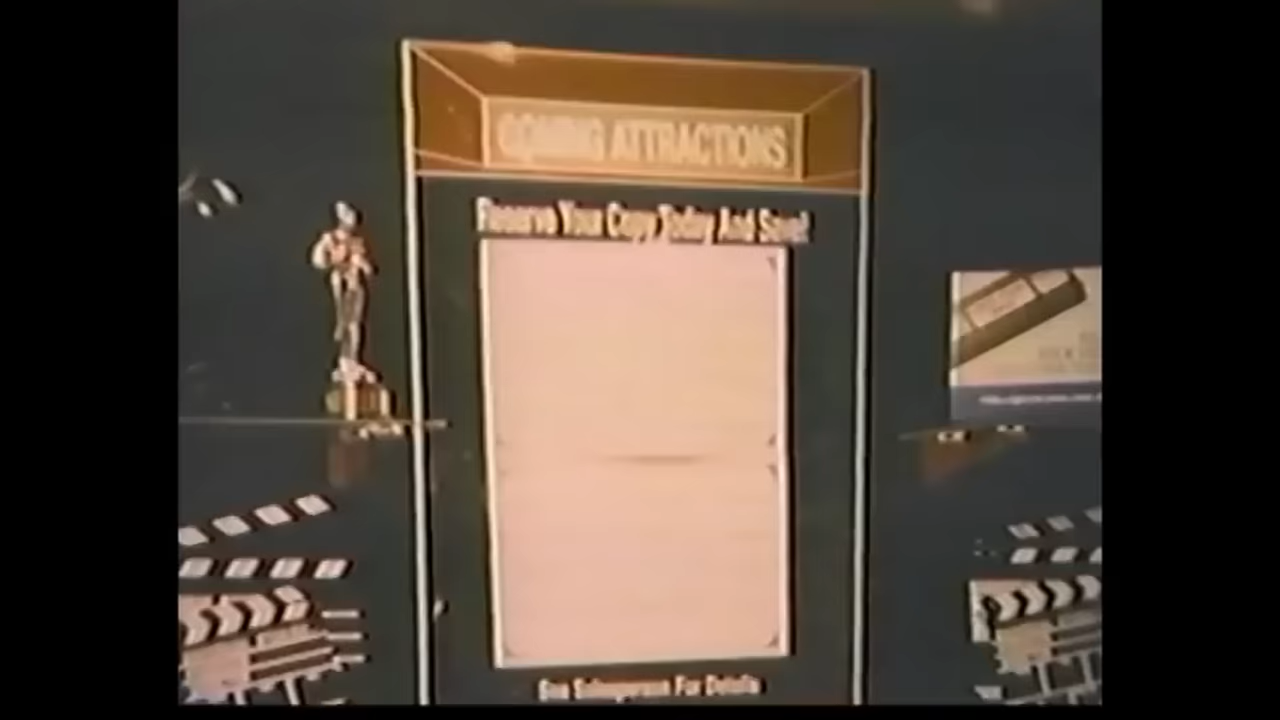 COMING ATTRACTIONS
Reserve Your Copy Today And Save!
See Salesperson For Details